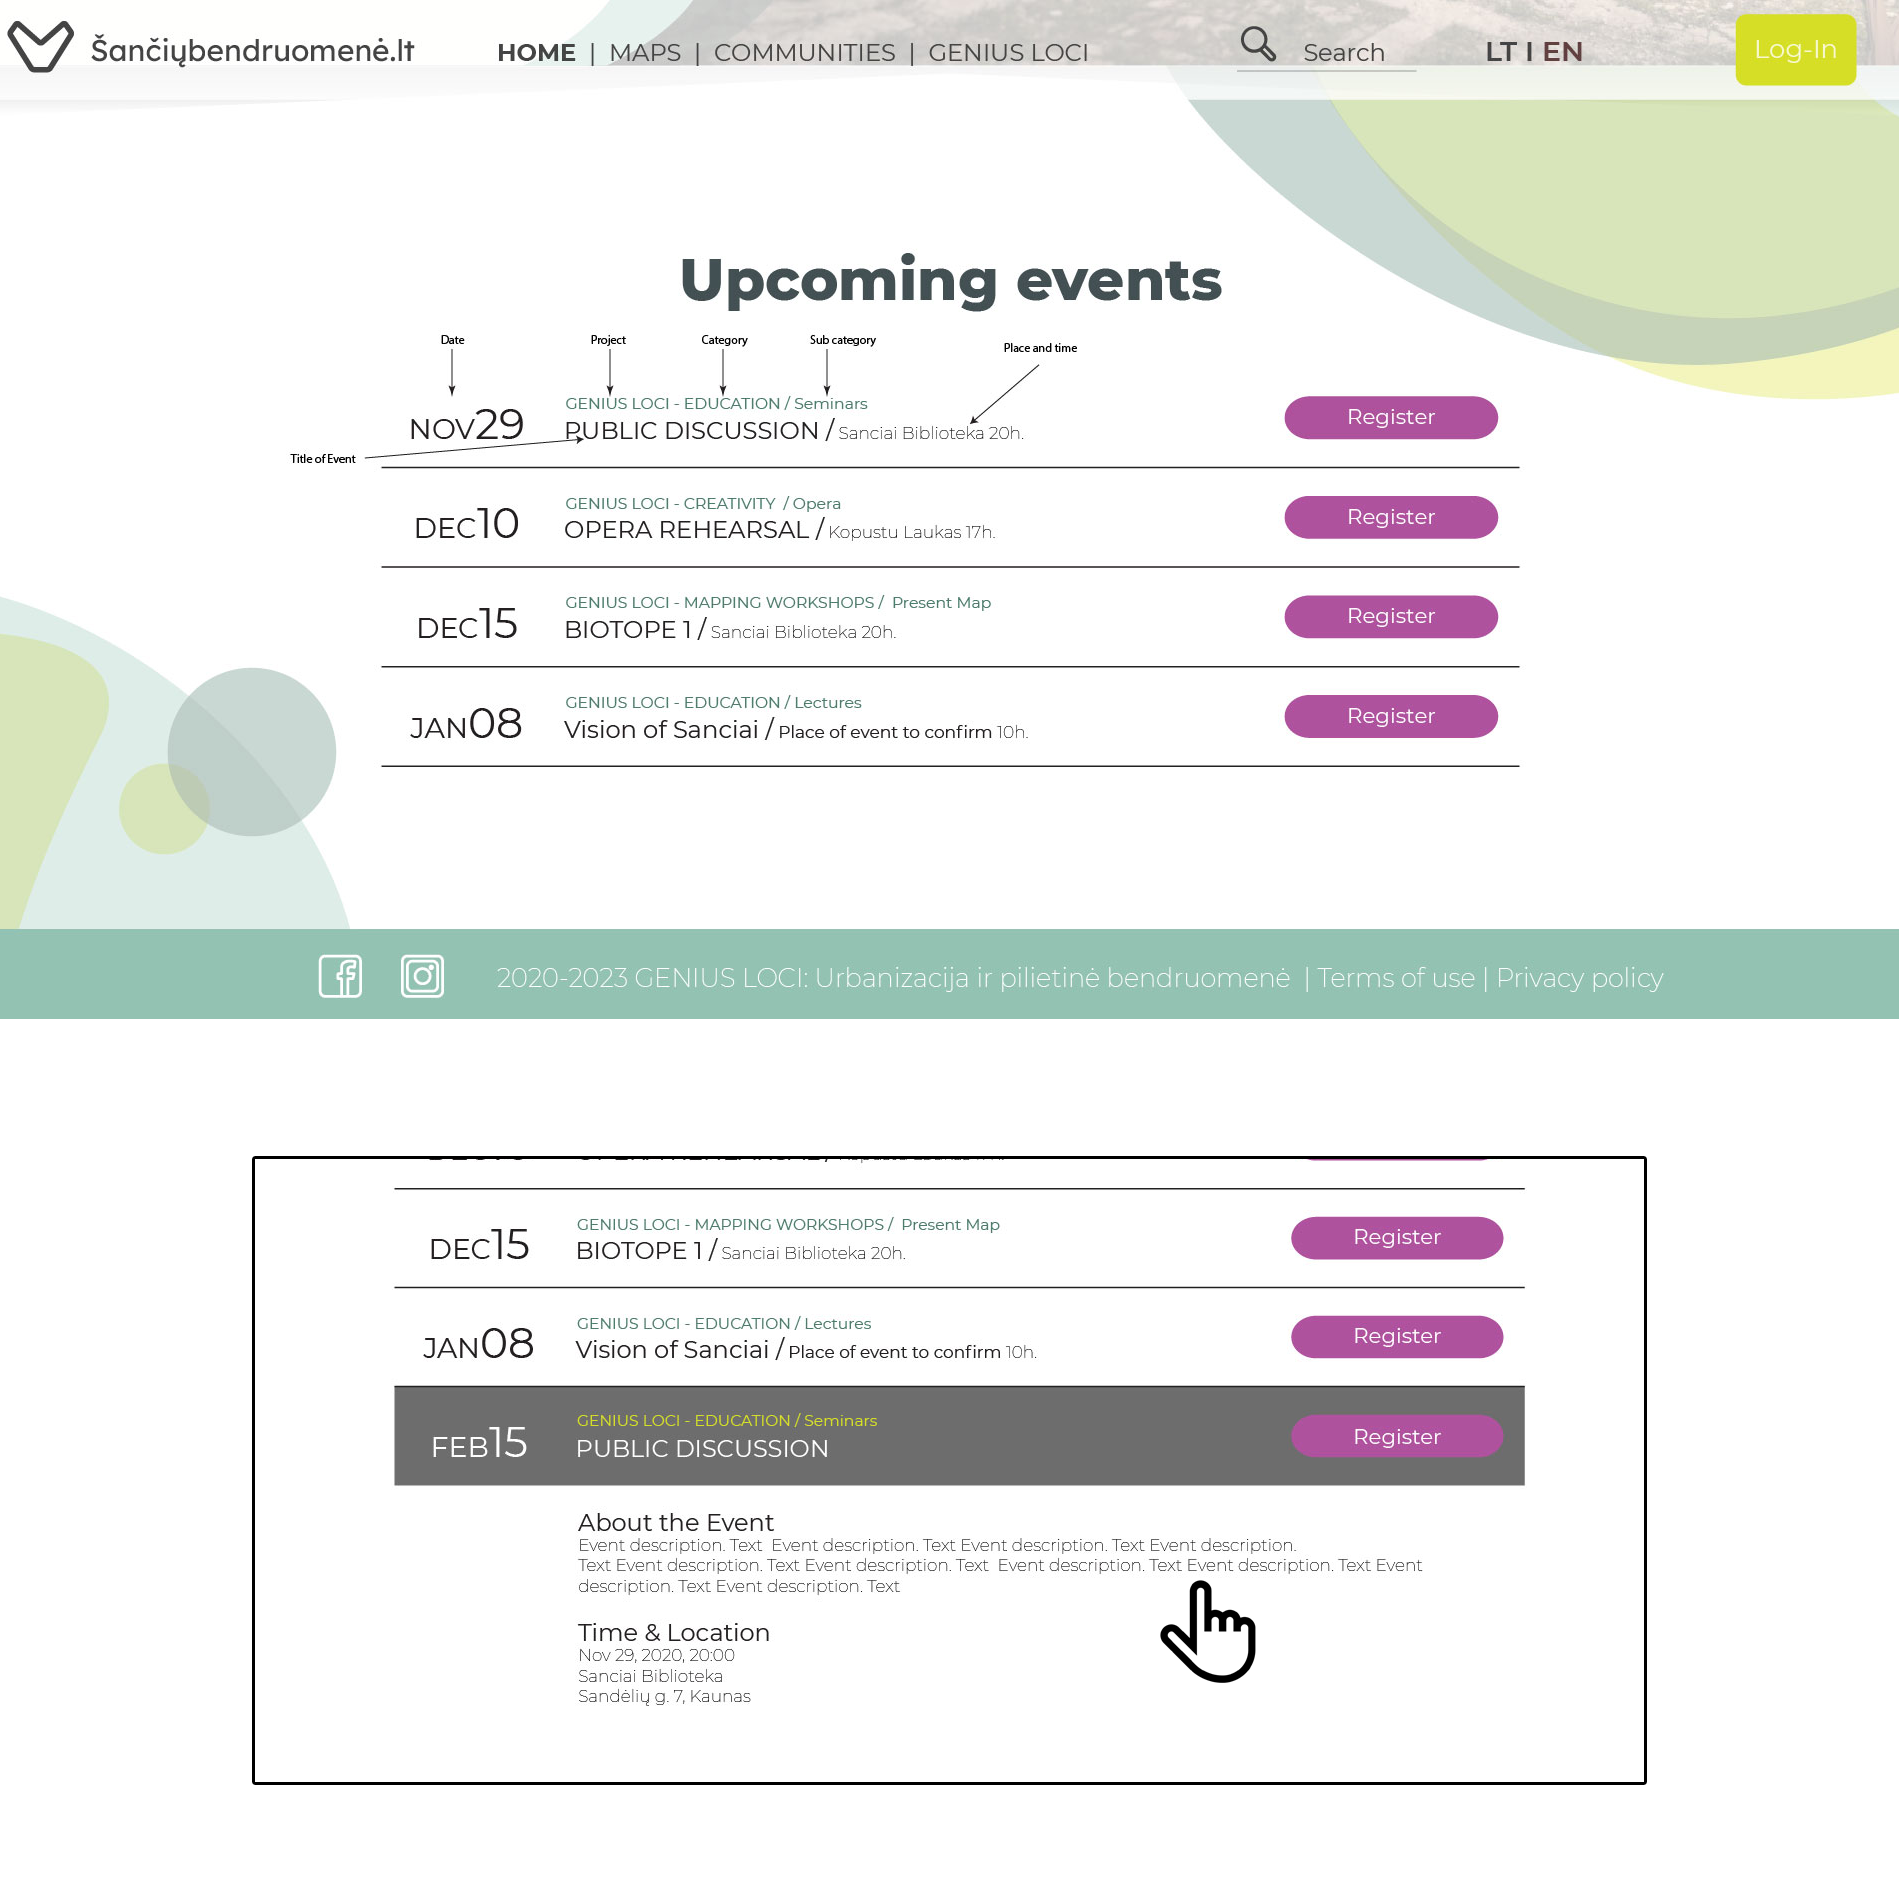 Šančiųbendruomenė.lt
HOME | MAPS | COMMUNITIES | GENIUS LOCI
Search
LT I EN
Log-In
Upcoming events
Date
Project
Category
Sub category
Place and time
GENIUS LOCI - EDUCATION / Seminars
NOV29
PUBLIC DISCUSSION / Sanciai Biblioteka 20h.
Register
Title of Event
GENIUS LOCI - CREATIVITY / Opera
DEC10
OPERA REHEARSAL / Kopustu Laukas 17h.
Register
GENIUS LOCI - MAPPING WORKSHOPS / Present Map
DEC15
BIOTOPE 1 / Sanciai Biblioteka 20h.
Register
GENIUS LOCI - EDUCATION / Lectures
JAN08
Vision of Sanciai / Place of event to confirm 10h.
Register
2020-2023 GENIUS LOCI: Urbanizacija ir pilietinė bendruomenė | Terms of use | Privacy policy
GENIUS LOCI - MAPPING WORKSHOPS / Present Map
DEC15
BIOTOPE 1 / Sanciai Biblioteka 20h.
Register
GENIUS LOCI - EDUCATION / Lectures
JAN08
Vision of Sanciai / Place of event to confirm 10h.
Register
GENIUS LOCI - EDUCATION / Seminars
FEB15
PUBLIC DISCUSSION
Register
About the Event
Event description. Text Event description. Text Event description. Text Event description.
Text Event description. Text Event description. Text Event description. Text Event description. Text Event
description. Text Event description. Text
Time & Location
Nov 29, 2020, 20:00
Sanciai Biblioteka
Sandėlių g. 7, Kaunas